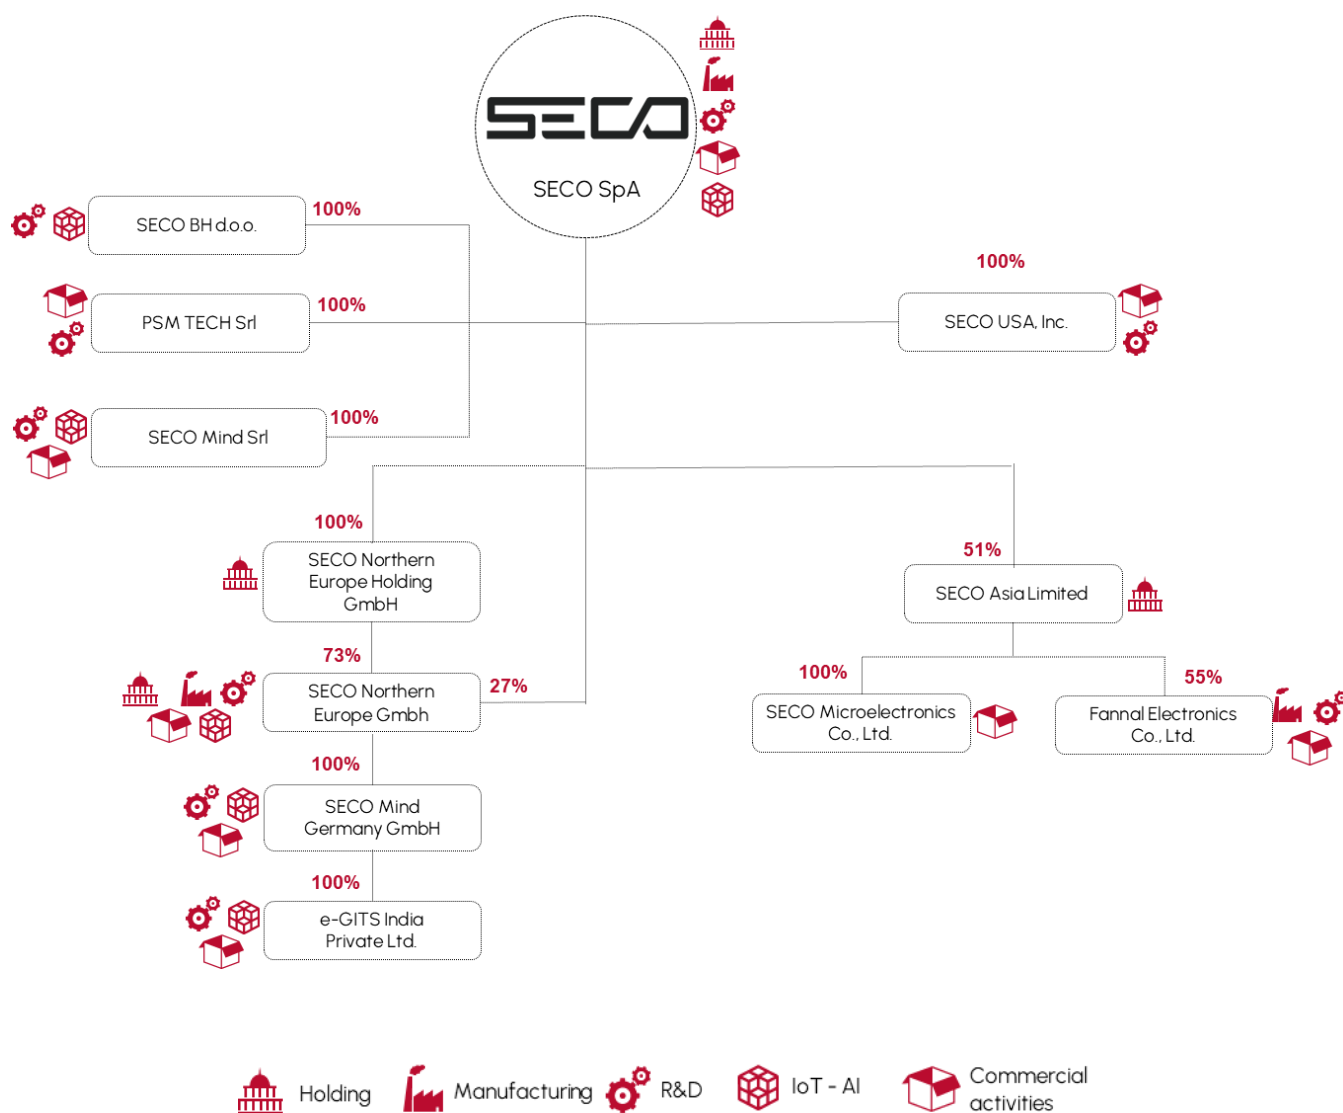 SECO
SECO SpA
100%
SECO BH d.o.o.
100%
PSM TECH Srl
100%
SECO USA, Inc.
100%
SECO Mind Srl
100%
SECO Northern
Europe Holding
GmbH
51%
SECO Asia Limited
73%
SECO Northern
Europe Gmbh
27%
100%
SECO Microelectronics
Co., Ltd.
55%
Fannal Electronics
Co., Ltd.
100%
SECO Mind
Germany GmbH
100%
e-GITS India
Private Ltd.
Holding
Manufacturing
R&D
IoT - AI
Commercial
activities